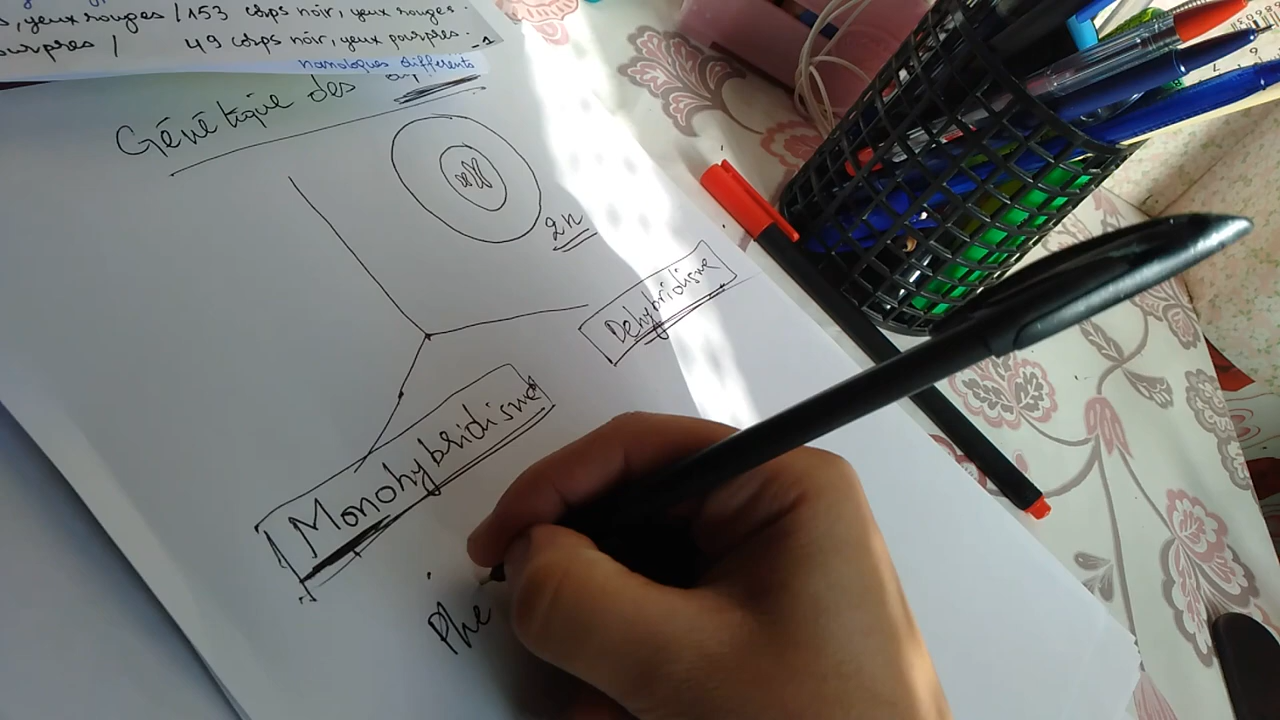 yeux rouges / 153 corps noir, yeux rouges.
pourpres / 49 corps noir, yeux pourpres.
homologues différents
Génétique des
2n
Dehybridisme
Monohybridisme
Phe